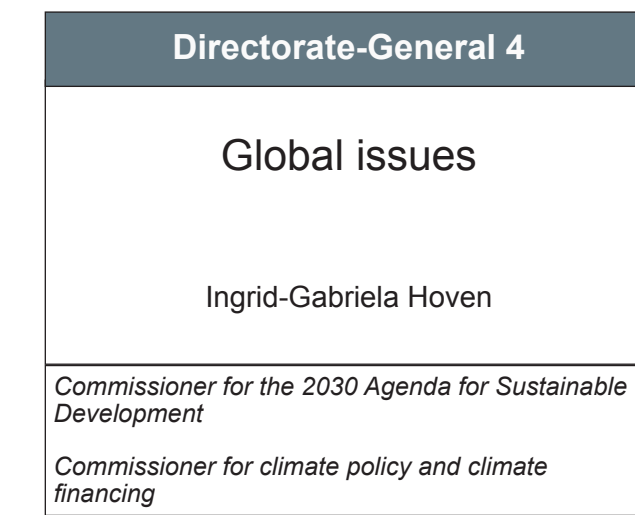 Directorate-General 4
Global issues
Ingrid-Gabriela Hoven
Commissioner for the 2030 Agenda for Sustainable
Development
Commissioner for climate policy and climate
financing